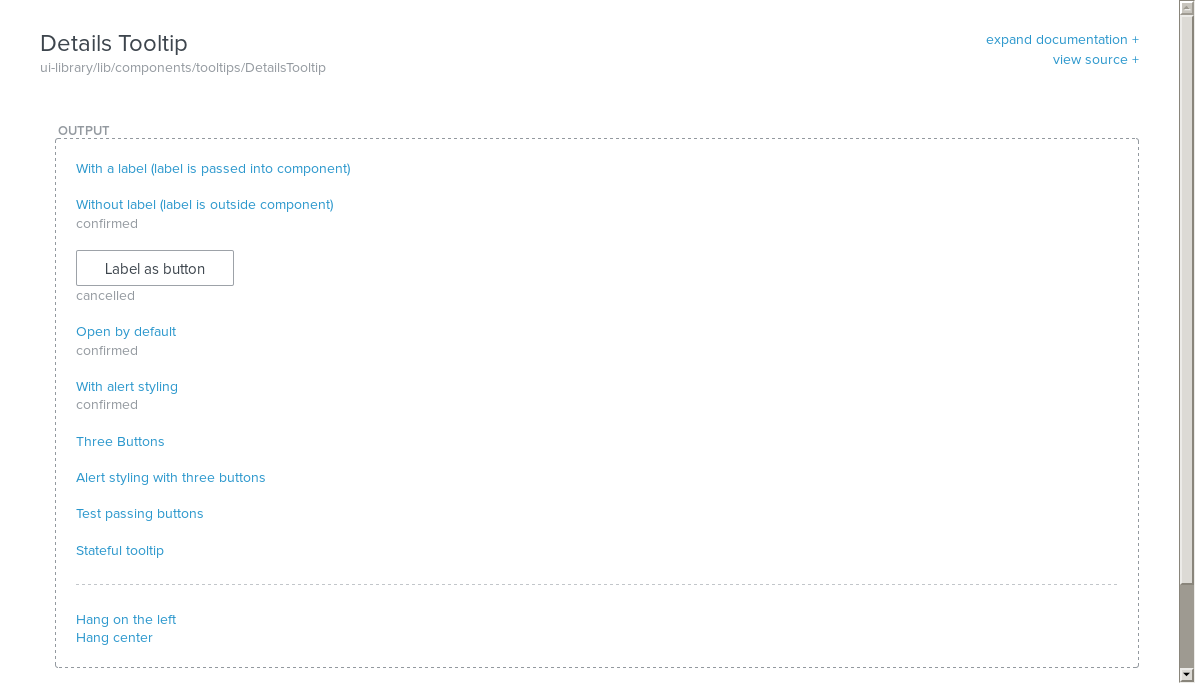 Details Tooltip
ui-library/lib/components/tooltips/DetailsTooltip
expand documentation +
view source +
OUTPUT
With a label (label is passed into component)
Without label (label is outside component)
confirmed
Label as button
cancelled
Open by default
confirmed
With alert styling
confirmed
Three Buttons
Alert styling with three buttons
Test passing buttons
Stateful tooltip
Hang on the left
Hang center